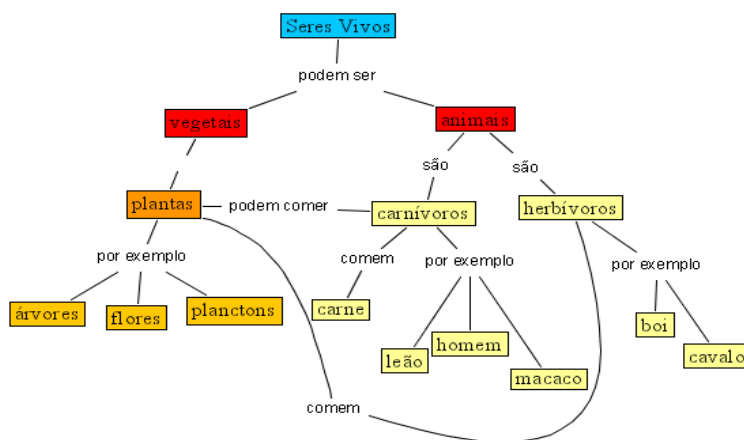 Seres Vivos
podem ser
vegetais
animais
são
são
plantas
podem comer
carnívoros
herbívoros
por exemplo
comem
por exemplo
por exemplo
árvores
flores
planctons
carne
leão
homem
macaco
boi
cavalo
comem